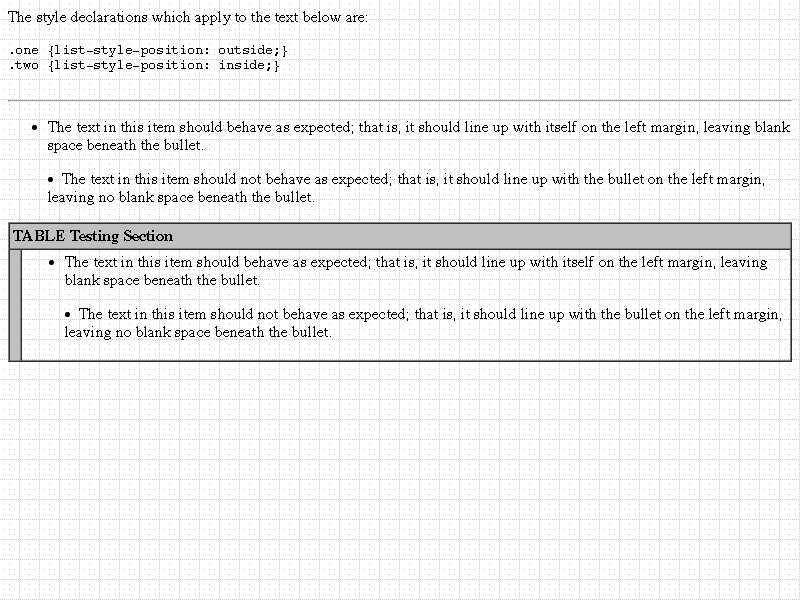 The style declarations which apply to the text below are:
.one {list-style-position: outside;}
.two {list-style-position: inside;}
• The text in this item should behave as expected; that is, it should line up with itself on the left margin, leaving blank
space beneath the bullet.
• The text in this item should not behave as expected; that is, it should line up with the bullet on the left margin,
leaving no blank space beneath the bullet.
TABLE Testing Section
• The text in this item should behave as expected; that is, it should line up with itself on the left margin, leaving
blank space beneath the bullet.
• The text in this item should not behave as expected; that is, it should line up with the bullet on the left margin,
leaving no blank space beneath the bullet.